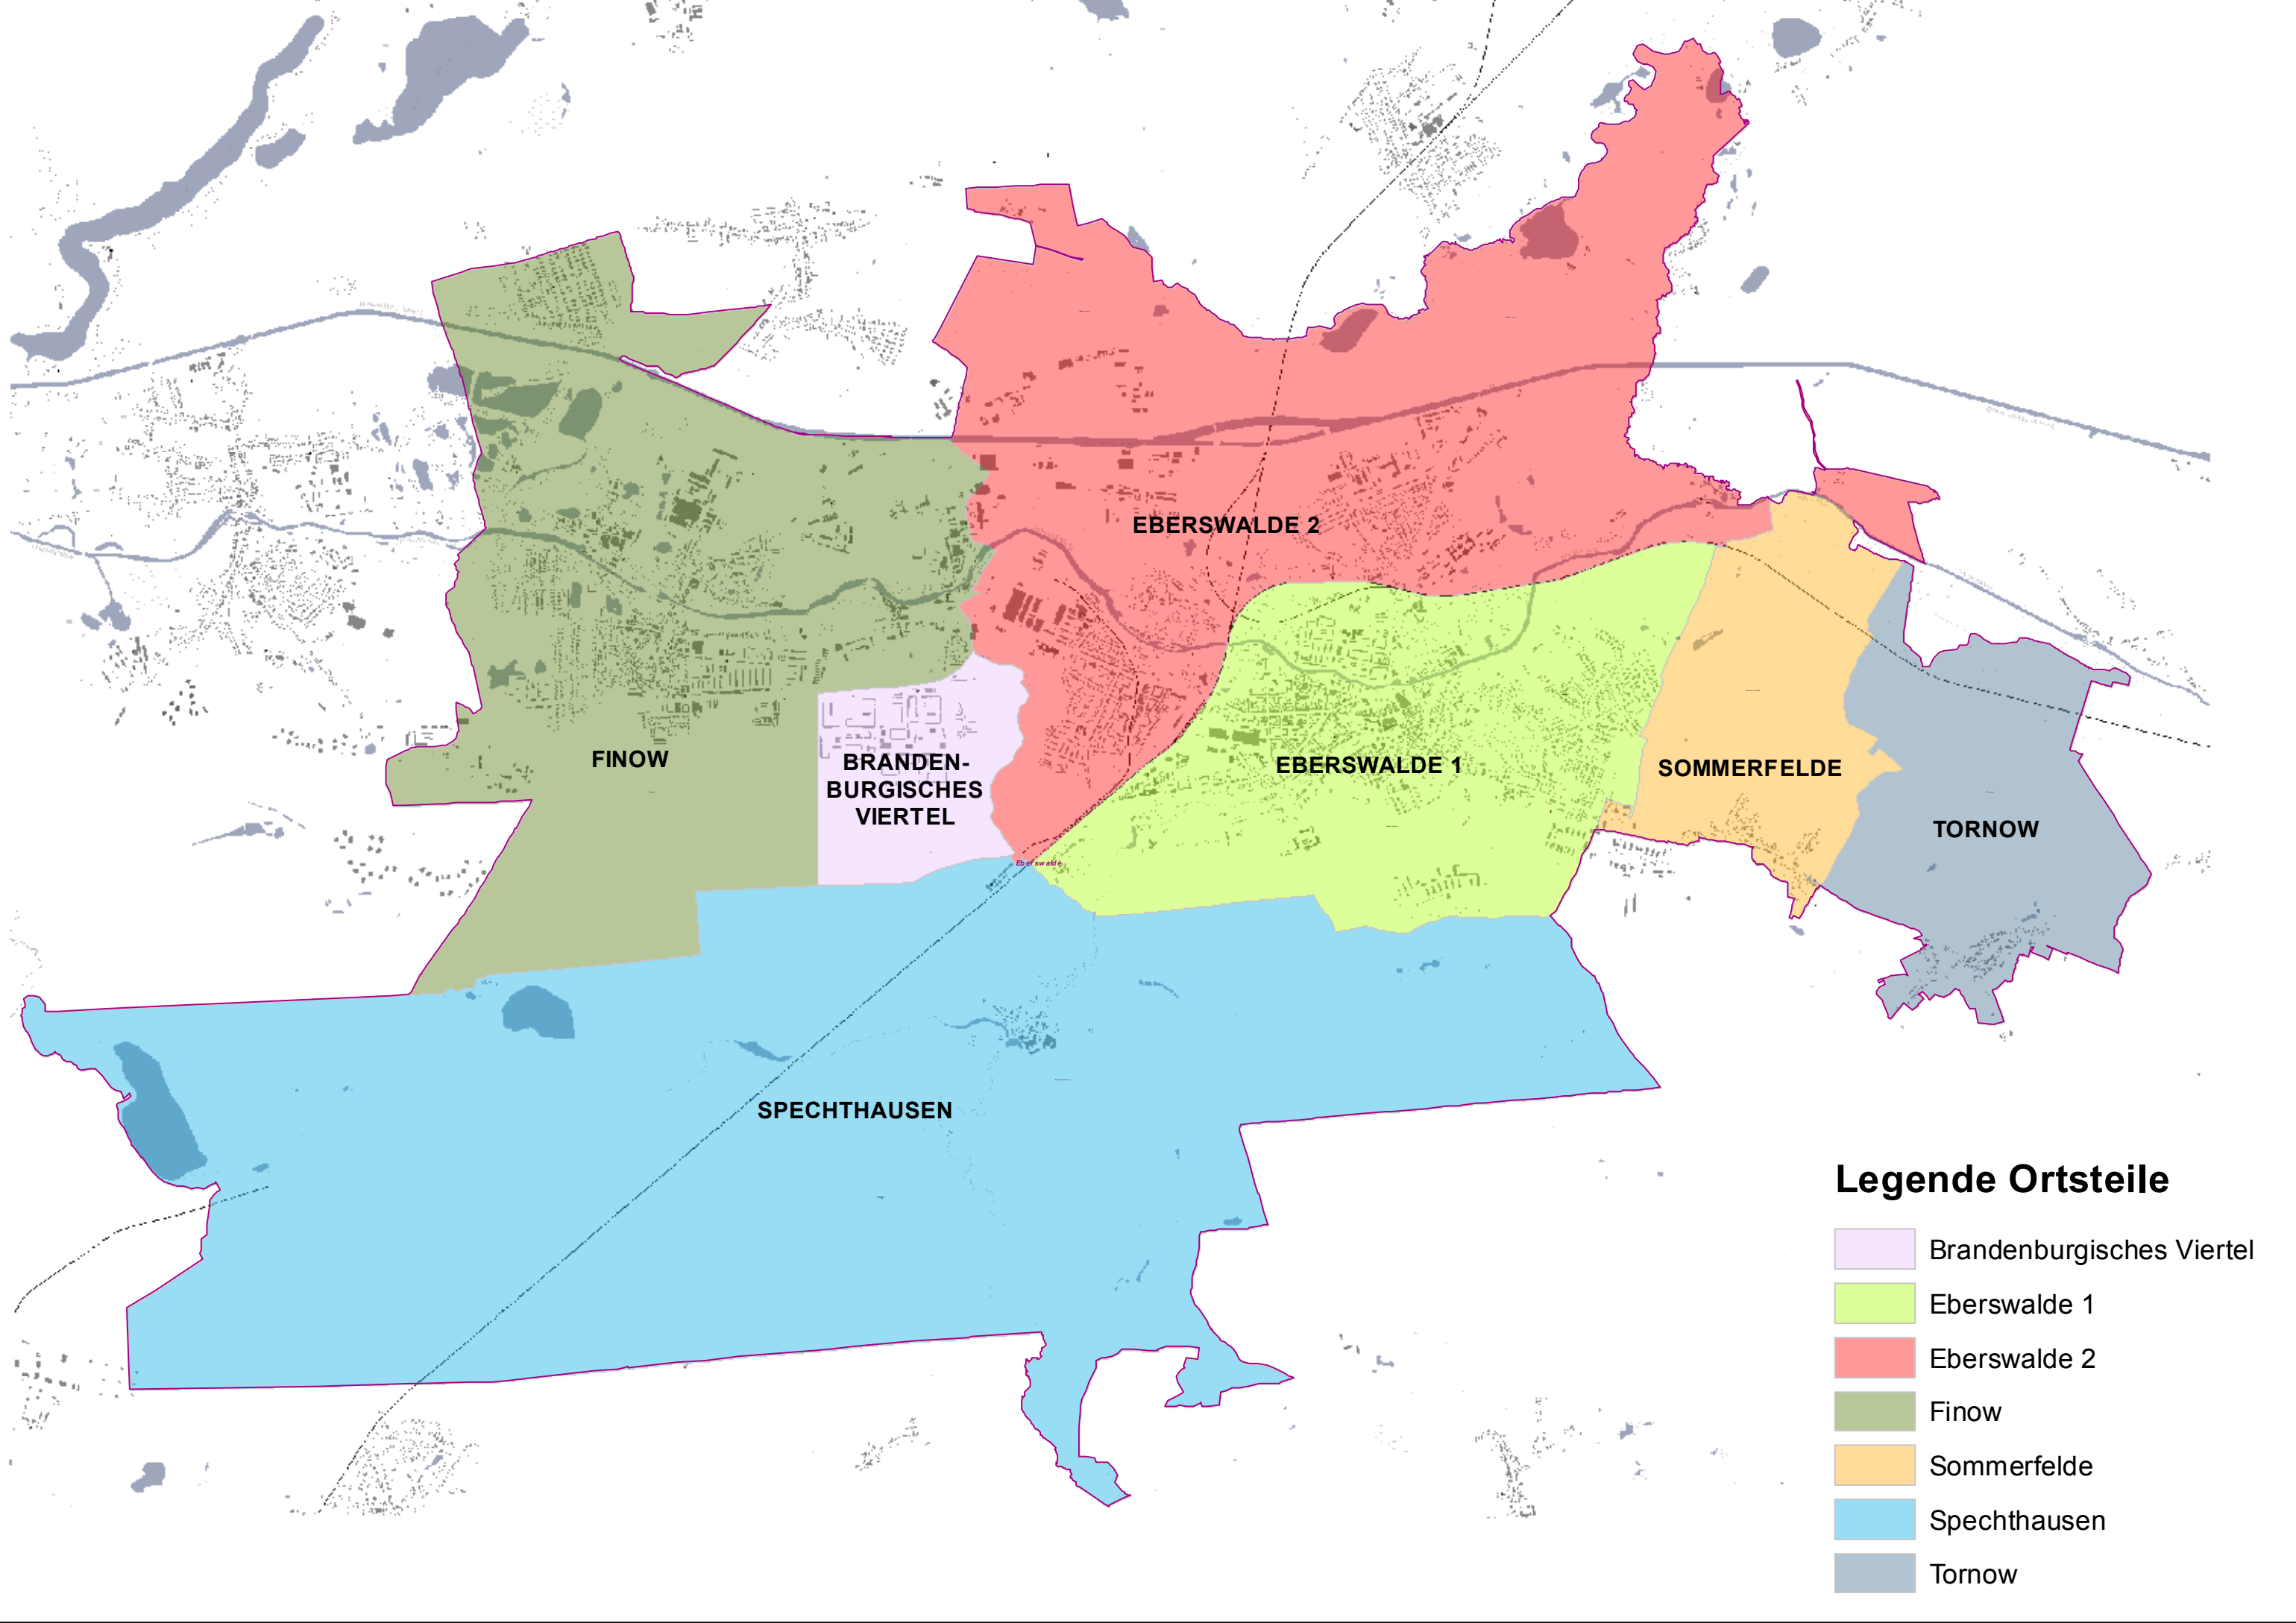 EBERSWALDE 2
FINOW
BRANDEN-
BURGISCHES
VIERTEL
EBERSWALDE 1
SOMMERFELDE
TORNOW
Eberswalde
SPECHTHAUSEN
Legende Ortsteile
Brandenburgisches Viertel
Eberswalde 1
Eberswalde 2
Finow
Sommerfelde
Spechthausen
Tornow